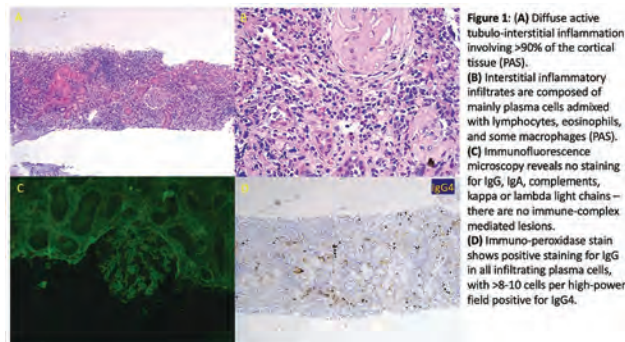 A
B
C
IgG4
Figure 1: (A) Diffuse active
tubulo-interstitial inflammation
involving >90% of the cortical
tissue (PAS).
(B) Interstitial inflammatory
infiltrates are composed of
mainly plasma cells admixed
with lymphocytes, eosinophils,
and some macrophages (PAS).
(C) Immunofluorescence
microscopy reveals no staining
for IgG, IgA, complements,
kappa or lambda light chains –
there are no immune-complex
mediated lesions.
(D) Immuno-peroxidase stain
shows positive staining for IgG
in all infiltrating plasma cells,
with >8-10 cells per high-power
field positive for IgG4.